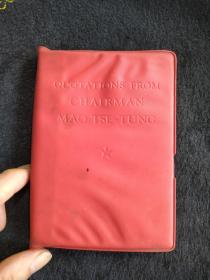 QUOTATIONS FROM
CHAIRMAN
MAO TSE-TUNG